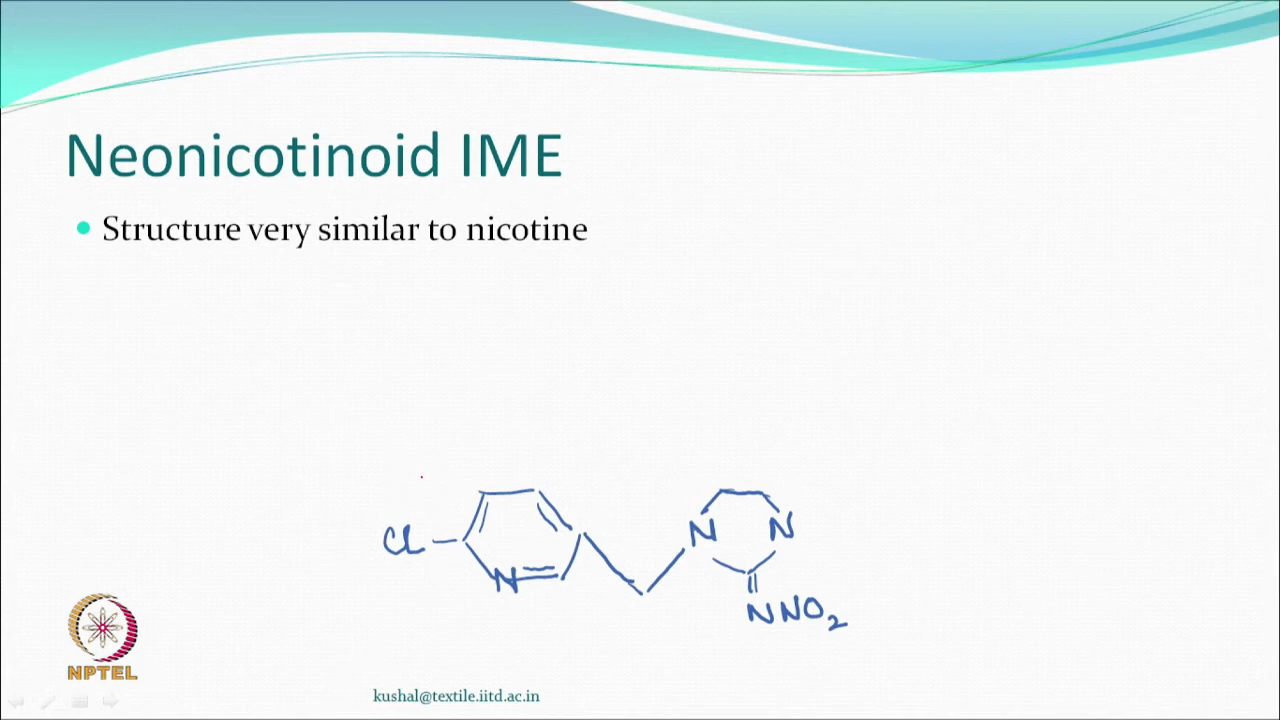 Neonicotinoid IME
Structure very similar to nicotine
Cl
N
N
N
NNO2
NPTEL
kushal@textile.iitd.ac.in